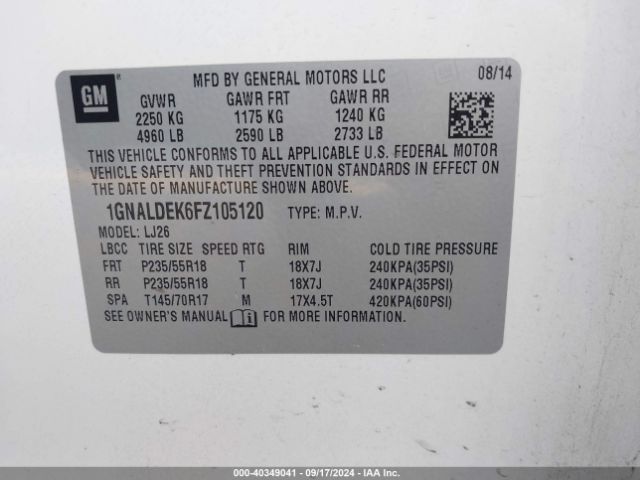 GM
MFD BY GENERAL MOTORS LLC 08/14
GVWR GAWR FRT GAWR RR
2250 KG 1175 KG 1240 KG
4960 LB 2590 LB 2733 LB
THIS VEHICLE CONFORMS TO ALL APPLICABLE U.S. FEDERAL MOTOR
VEHICLE SAFETY AND THEFT PREVENTION STANDARDS IN EFFECT ON
THE DATE OF MANUFACTURE SHOWN ABOVE.
1GNALDEK6FZ105120 TYPE: M.P.V.
MODEL: LJ26
LBCC TIRE SIZE SPEED RTG RIM COLD TIRE PRESSURE
FRT P235/55R18 T 18X7J 240KPA(35PSI)
RR P235/55R18 T 18X7J 240KPA(35PSI)
SPA T145/70R17 M 17X4.5T 420KPA(60PSI)
SEE OWNER'S MANUAL i FOR MORE INFORMATION.
000-40349041 - 09/17/2024 - IAA Inc.